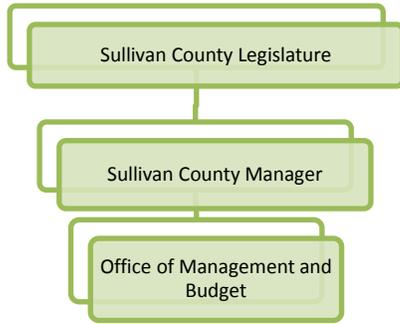 Sullivan County Legislature
Sullivan County Manager
Office of Management and
Budget